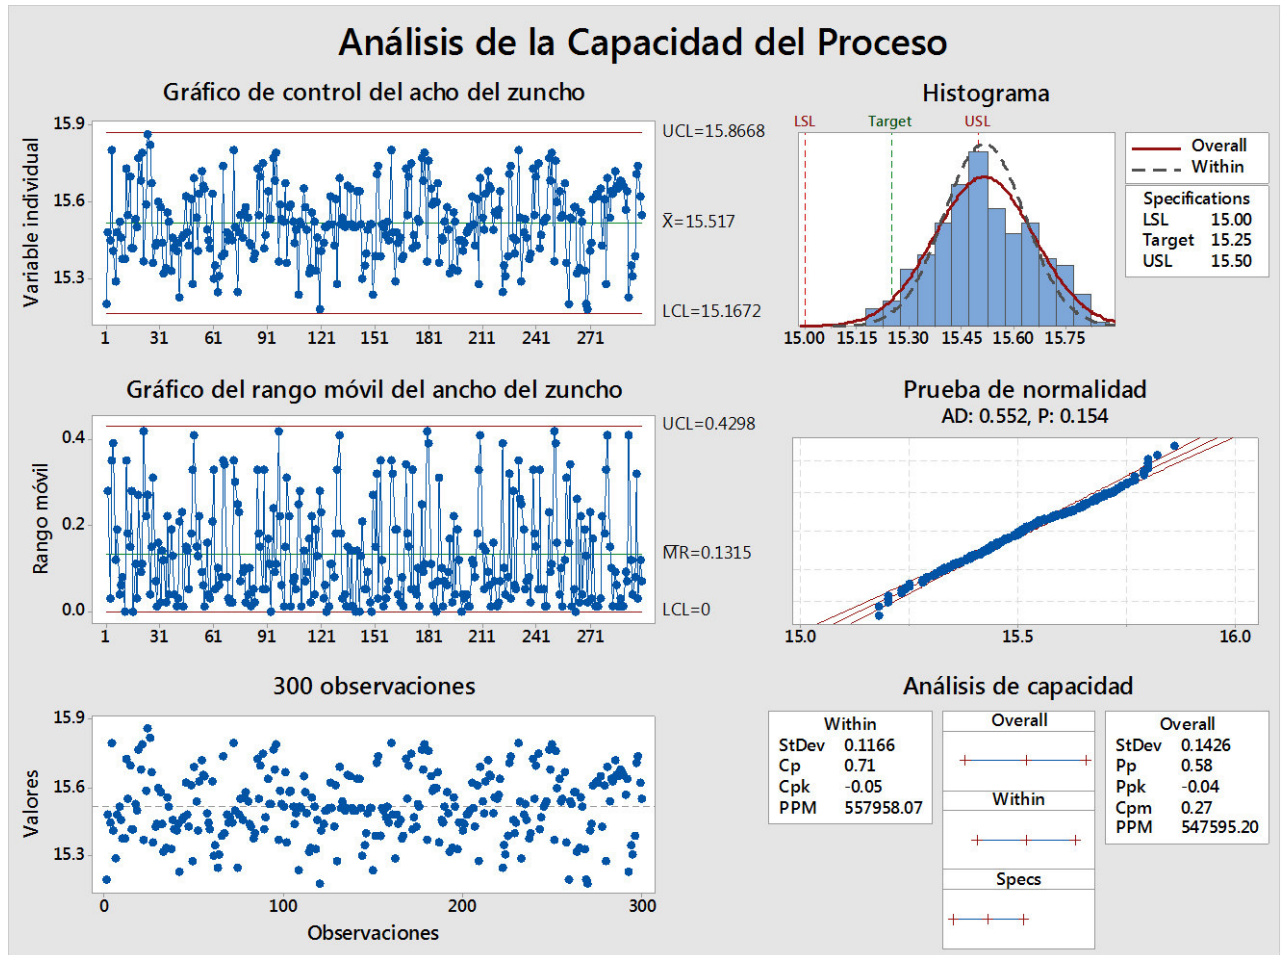 Análisis de la Capacidad del Proceso
Gráfico de control del acho del zuncho
Variable individual
15.9
15.6
15.3
1 31 61 91 121 151 181 211 241 271
UCL=15.8668
X̄=15.517
LCL=15.1672
Histograma
LSL Target USL
15.00 15.15 15.30 15.45 15.60 15.75
Overall
Within
Specifications
LSL 15.00
Target 15.25
USL 15.50
Gráfico del rango móvil del ancho del zuncho
Rango móvil
0.4
0.2
0.0
1 31 61 91 121 151 181 211 241 271
UCL=0.4298
M̅R̅=0.1315
LCL=0
Prueba de normalidad
AD: 0.552, P: 0.154
15.0 15.5 16.0
300 observaciones
Valores
15.9
15.6
15.3
0 100 200 300
Observaciones
Análisis de capacidad
Within
StDev 0.1166
Cp 0.71
Cpk -0.05
PPM 557958.07
Overall
Within
Specs
Overall
StDev 0.1426
Pp 0.58
Ppk -0.04
Cpm 0.27
PPM 547595.20